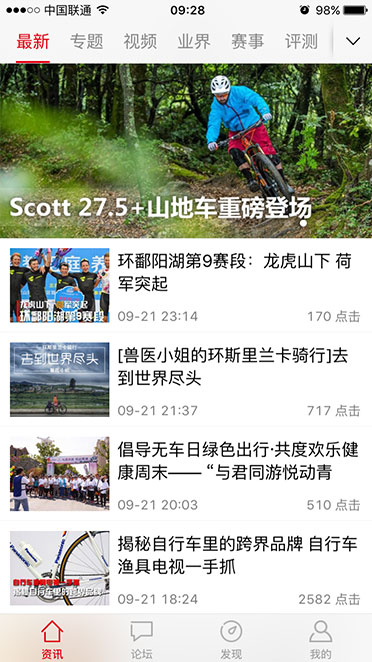 中国联通
09:28
98%
最新 专题 视频 业界 赛事 评测
Scott 27.5+山地车重磅登场
环鄱阳湖第9赛段：龙虎山下 荷
军突起
龙虎山下 荷军突起
环鄱阳湖第9赛段
09-21 23:14
170 点击
[兽医小姐的环斯里兰卡骑行]去
到世界尽头
去到世界尽头
09-21 21:37
717 点击
倡导无车日绿色出行·共度欢乐健
康周末—— “与君同游悦动青
09-21 20:03
510 点击
揭秘自行车里的跨界品牌 自行车
渔具电视一手抓
自行车渔具电视一手抓
揭秘自行车里的跨界品牌
09-21 18:24
2582 点击
资讯 论坛 发现 我的